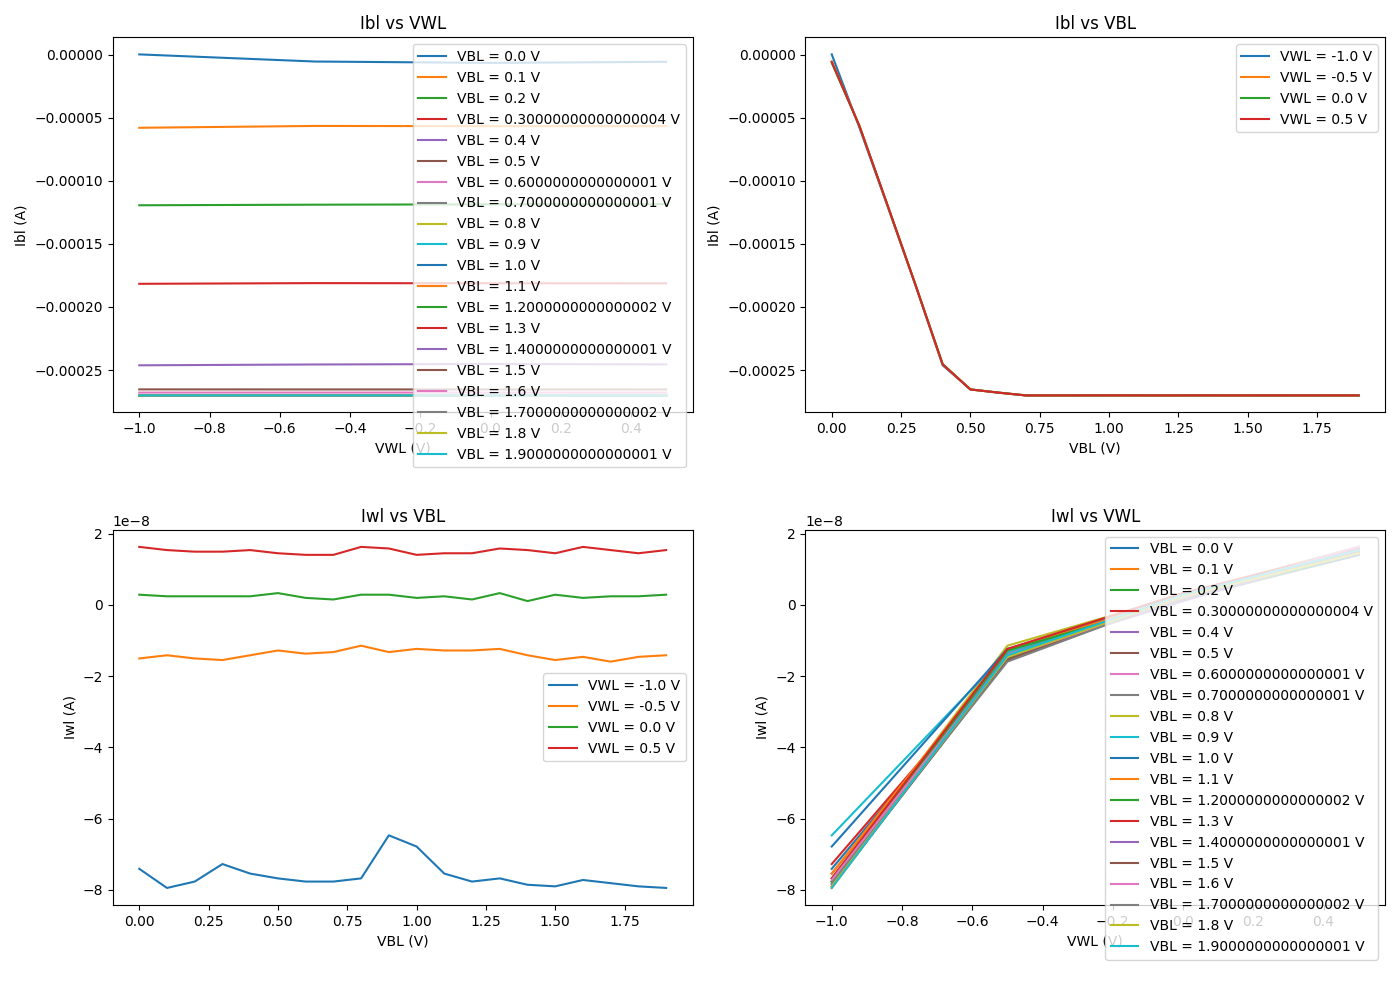 Ibl vs VWL
Ibl (A)
0.00000
−0.00005
−0.00010
−0.00015
−0.00020
−0.00025
VBL = 0.0 V
VBL = 0.1 V
VBL = 0.2 V
VBL = 0.30000000000000004 V
VBL = 0.4 V
VBL = 0.5 V
VBL = 0.6000000000000001 V
VBL = 0.7000000000000001 V
VBL = 0.8 V
VBL = 0.9 V
VBL = 1.0 V
VBL = 1.1 V
VBL = 1.2000000000000002 V
VBL = 1.3 V
VBL = 1.4000000000000001 V
VBL = 1.5 V
VBL = 1.6 V
VBL = 1.7000000000000002 V
VBL = 1.8 V
VBL = 1.9000000000000001 V
−1.0 −0.8 −0.6 −0.4 −0.2 0.0 0.2 0.4
VWL (V)
Ibl vs VBL
Ibl (A)
0.00000
−0.00005
−0.00010
−0.00015
−0.00020
−0.00025
VWL = -1.0 V
VWL = -0.5 V
VWL = 0.0 V
VWL = 0.5 V
0.00 0.25 0.50 0.75 1.00 1.25 1.50 1.75
VBL (V)
Iwl vs VBL
1e−8
Iwl (A)
2
0
−2
−4
−6
−8
VWL = -1.0 V
VWL = -0.5 V
VWL = 0.0 V
VWL = 0.5 V
0.00 0.25 0.50 0.75 1.00 1.25 1.50 1.75
VBL (V)
Iwl vs VWL
1e−8
Iwl (A)
2
0
−2
−4
−6
−8
VBL = 0.0 V
VBL = 0.1 V
VBL = 0.2 V
VBL = 0.30000000000000004 V
VBL = 0.4 V
VBL = 0.5 V
VBL = 0.6000000000000001 V
VBL = 0.7000000000000001 V
VBL = 0.8 V
VBL = 0.9 V
VBL = 1.0 V
VBL = 1.1 V
VBL = 1.2000000000000002 V
VBL = 1.3 V
VBL = 1.4000000000000001 V
VBL = 1.5 V
VBL = 1.6 V
VBL = 1.7000000000000002 V
VBL = 1.8 V
VBL = 1.9000000000000001 V
−1.0 −0.8 −0.6 −0.4 −0.2 0.0 0.2 0.4
VWL (V)